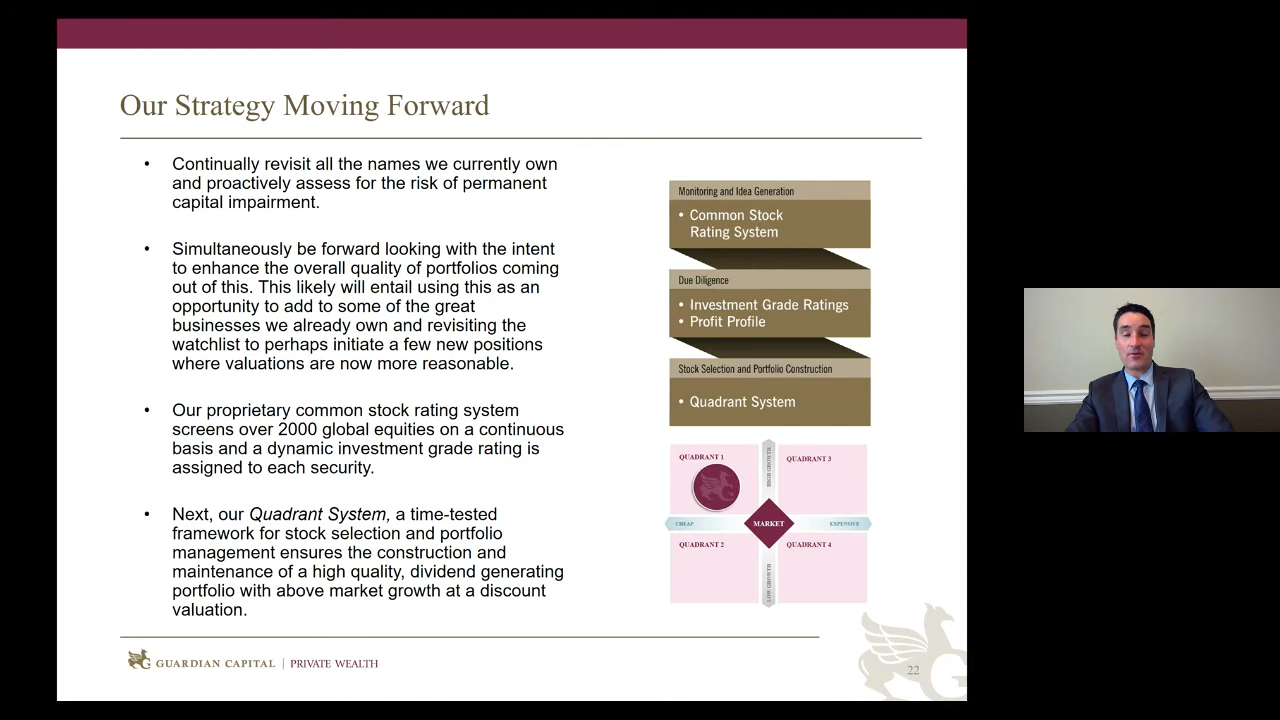 Our Strategy Moving Forward
• Continually revisit all the names we currently own
and proactively assess for the risk of permanent
capital impairment.
• Simultaneously be forward looking with the intent
to enhance the overall quality of portfolios coming
out of this. This likely will entail using this as an
opportunity to add to some of the great
businesses we already own and revisiting the
watchlist to perhaps initiate a few new positions
where valuations are now more reasonable.
• Our proprietary common stock rating system
screens over 2000 global equities on a continuous
basis and a dynamic investment grade rating is
assigned to each security.
• Next, our Quadrant System, a time-tested
framework for stock selection and portfolio
management ensures the construction and
maintenance of a high quality, dividend generating
portfolio with above market growth at a discount
valuation.
Monitoring and Idea Generation
• Common Stock
Rating System
Due Diligence
• Investment Grade Ratings
• Profit Profile
Stock Selection and Portfolio Construction
• Quadrant System
QUADRANT 1
HIGH GROWTH
QUADRANT 3
CHEAP
MARKET
EXPENSIVE
QUADRANT 2
LOW GROWTH
QUADRANT 4
GUARDIAN CAPITAL | PRIVATE WEALTH
22